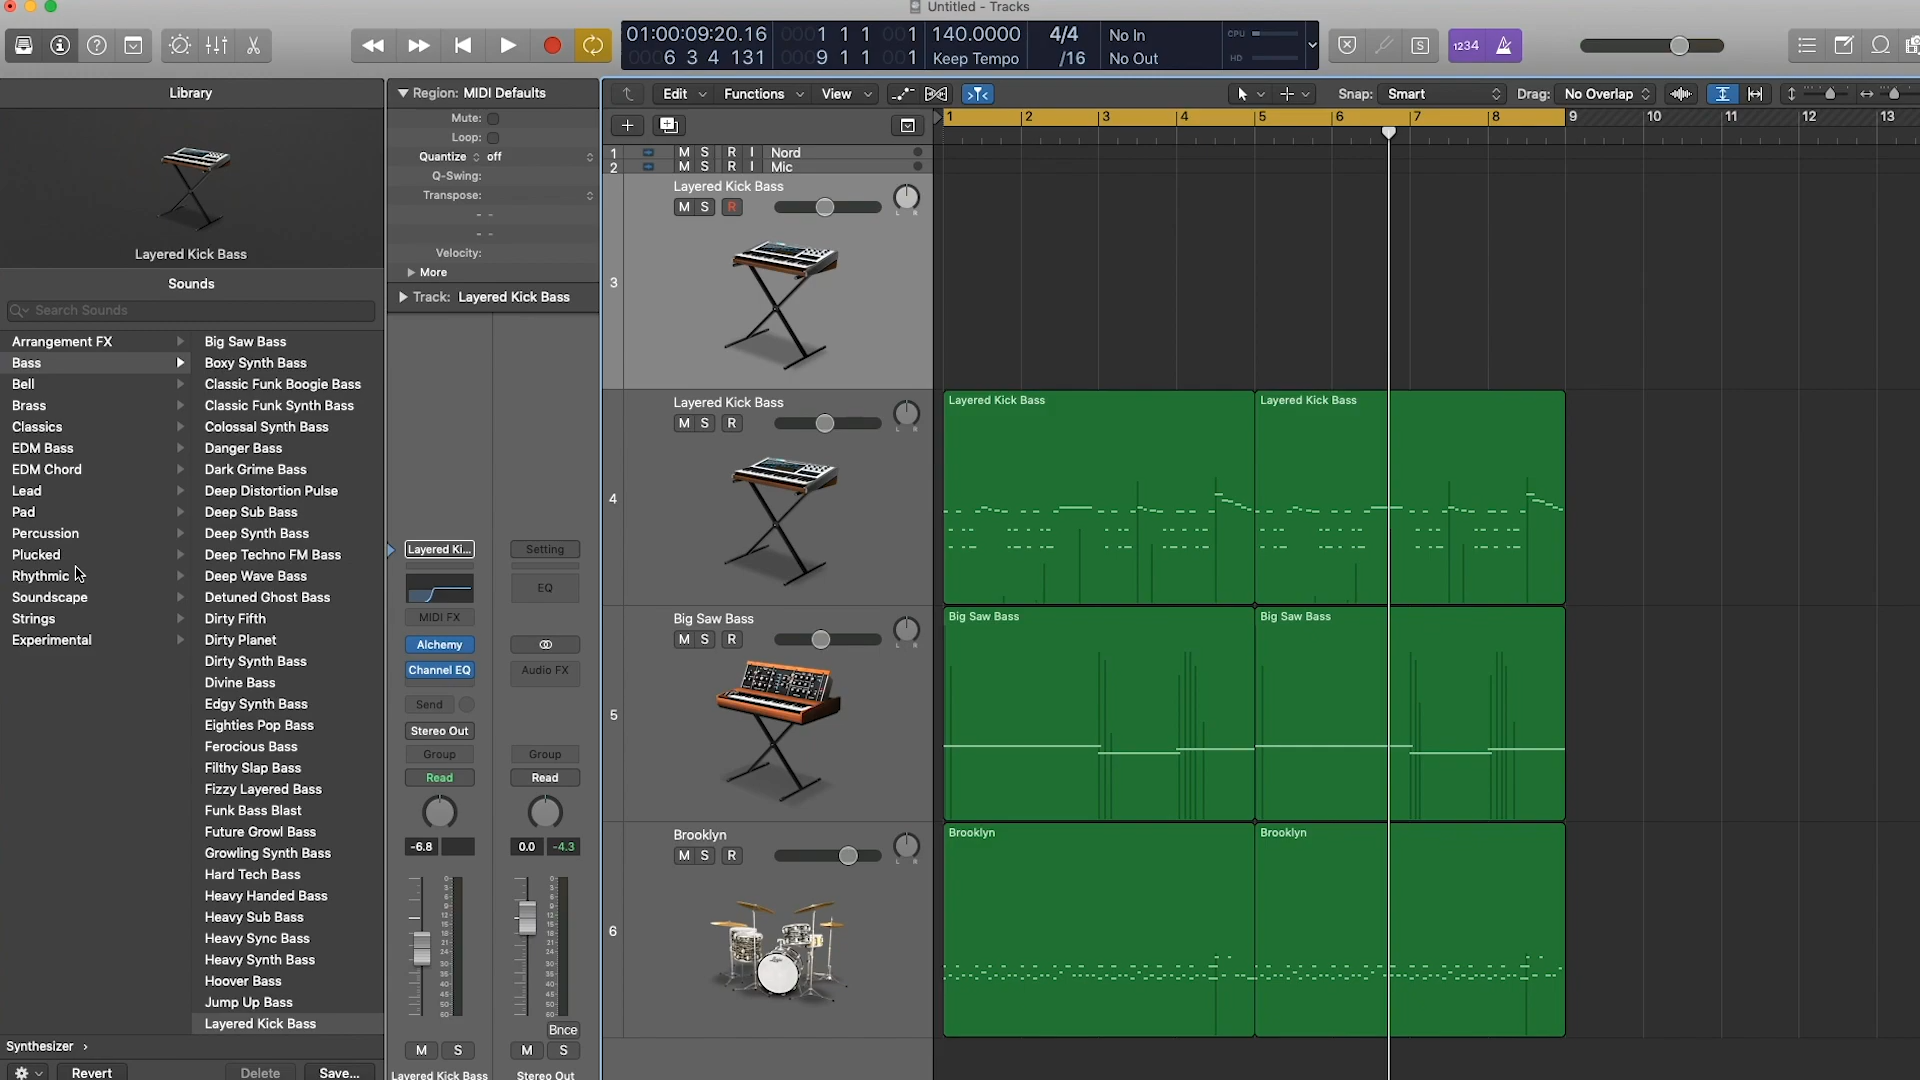 Untitled - Tracks
01:00:09:20.16
0006 3 4 131
0001 1 1 001
0009 1 1 001
140.0000
Keep Tempo
4/4
/16
No In
No Out
CPU
HD
S
1234
Library
Layered Kick Bass
Sounds
Search Sounds
Arrangement FX
Bass
Bell
Brass
Classics
EDM Bass
EDM Chord
Lead
Pad
Percussion
Plucked
Rhythmic
Soundscape
Strings
Experimental
Big Saw Bass
Boxy Synth Bass
Classic Funk Boogie Bass
Classic Funk Synth Bass
Colossal Synth Bass
Danger Bass
Dark Grime Bass
Deep Distortion Pulse
Deep Sub Bass
Deep Synth Bass
Deep Techno FM Bass
Deep Wave Bass
Detuned Ghost Bass
Dirty Fifth
Dirty Planet
Dirty Synth Bass
Divine Bass
Edgy Synth Bass
Eighties Pop Bass
Ferocious Bass
Filthy Slap Bass
Fizzy Layered Bass
Funk Bass Blast
Future Growl Bass
Growling Synth Bass
Hard Tech Bass
Heavy Handed Bass
Heavy Sub Bass
Heavy Sync Bass
Heavy Synth Bass
Hoover Bass
Jump Up Bass
Layered Kick Bass
Synthesizer
Revert
Delete
Save...
Region: MIDI Defaults
Mute:
Loop:
Quantize off
Q-Swing:
Transpose:
Velocity:
More
Track: Layered Kick Bass
Layered Ki...
Setting
EQ
MIDI FX
Alchemy
Channel EQ
Audio FX
Send
Stereo Out
Group
Group
Read
Read
-6.8
0.0 -4.3
Bnce
M S
M S
Layered Kick Bass
Stereo Out
Edit
Functions
View
Snap: Smart
Drag: No Overlap
1 2 3 4 5 6 7 8 9 10 11 12 13
1 M S R I Nord
2 M S R I Mic
3
Layered Kick Bass
M S R
L R
4
Layered Kick Bass
M S R
L R
5
Big Saw Bass
M S R
L R
6
Brooklyn
M S R
L R
Layered Kick Bass
Layered Kick Bass
Big Saw Bass
Big Saw Bass
Brooklyn
Brooklyn